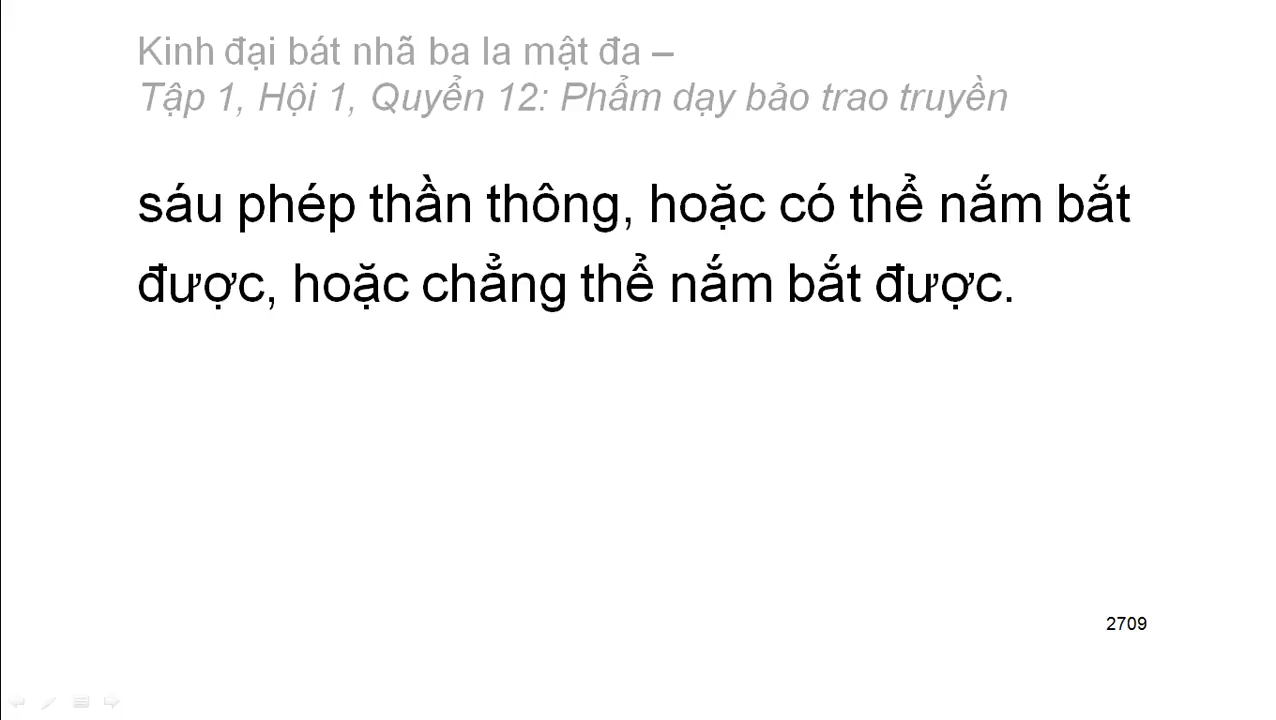 Kinh đại bát nhã ba la mật đa –
Tập 1, Hội 1, Quyển 12: Phẩm dạy bảo trao truyền
sáu phép thần thông, hoặc có thể nắm bắt
được, hoặc chẳng thể nắm bắt được.
2709